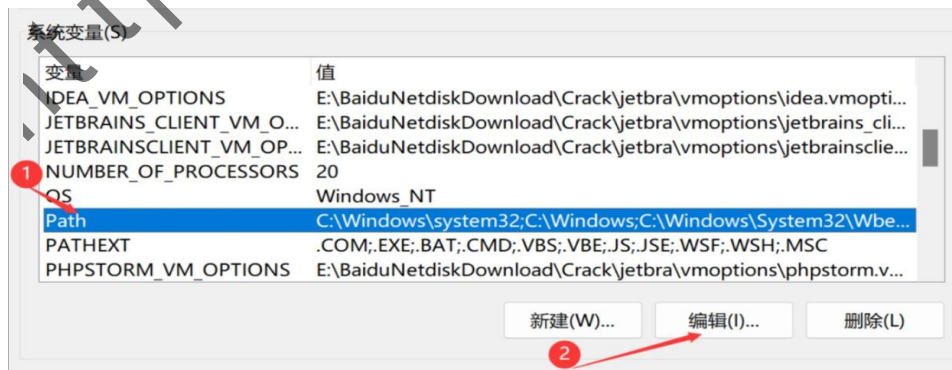 系统变量(S)
变量 值
IDEA_VM_OPTIONS E:\BaiduNetdiskDownload\Crack\jetbra\vmoptions\idea.vmopti...
JETBRAINS_CLIENT_VM_O... E:\BaiduNetdiskDownload\Crack\jetbra\vmoptions\jetbrains_cli...
JETBRAINSCLIENT_VM_OP... E:\BaiduNetdiskDownload\Crack\jetbra\vmoptions\jetbrainsclie...
NUMBER_OF_PROCESSORS 20
1
OS Windows_NT
Path C:\Windows\system32;C:\Windows;C:\Windows\System32\Wbe...
PATHEXT .COM;.EXE;.BAT;.CMD;.VBS;.VBE;.JS;.JSE;.WSF;.WSH;.MSC
PHPSTORM_VM_OPTIONS E:\BaiduNetdiskDownload\Crack\jetbra\vmoptions\phpstorm.v...
新建(W)... 编辑(I)... 删除(L)
2